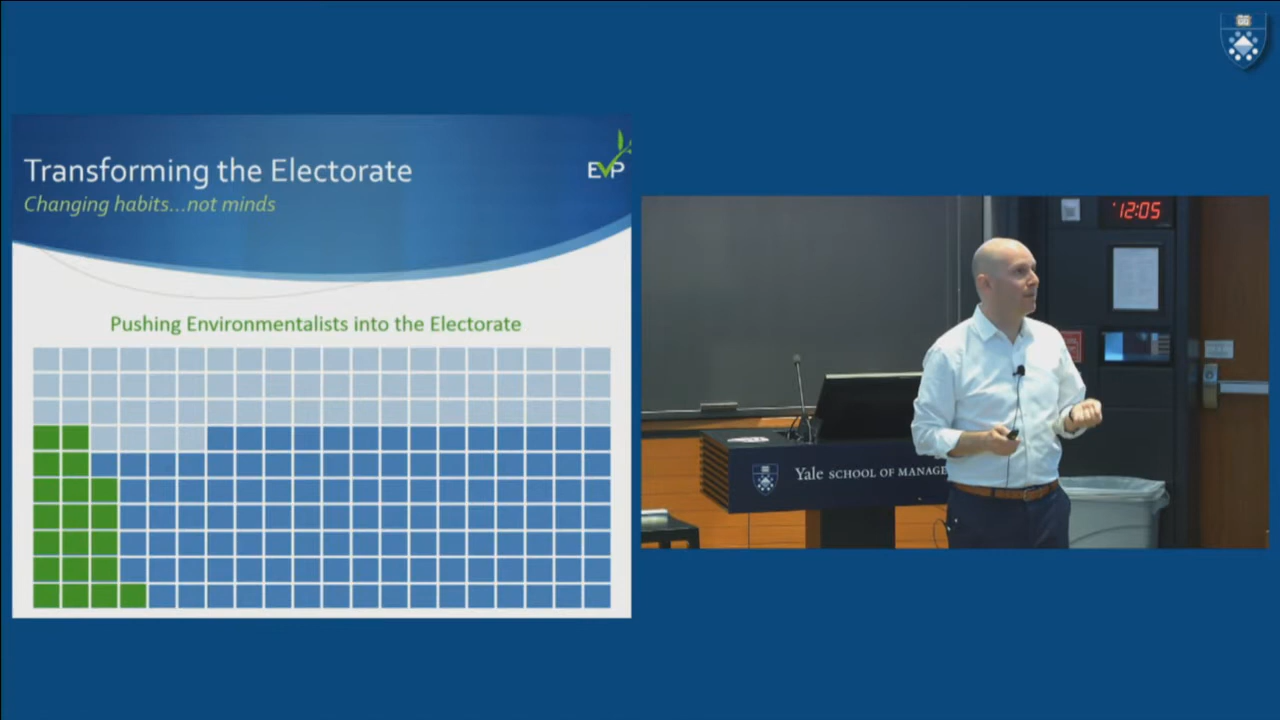 Transforming the Electorate
EVP
Changing habits...not minds
Pushing Environmentalists into the Electorate
12:05
Yale SCHOOL OF MANAGE